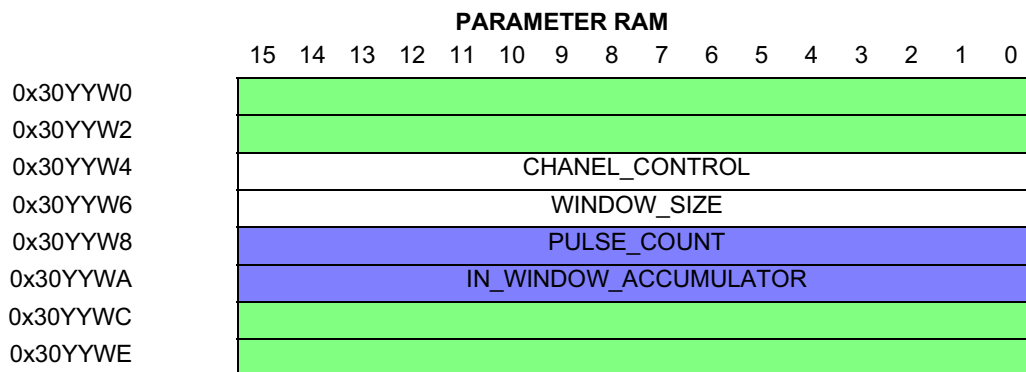 PARAMETER RAM
15 14 13 12 11 10 9 8 7 6 5 4 3 2 1 0
0x30YYW0
0x30YYW2
0x30YYW4 CHANEL_CONTROL
0x30YYW6 WINDOW_SIZE
0x30YYW8 PULSE_COUNT
0x30YYWA IN_WINDOW_ACCUMULATOR
0x30YYWC
0x30YYWE